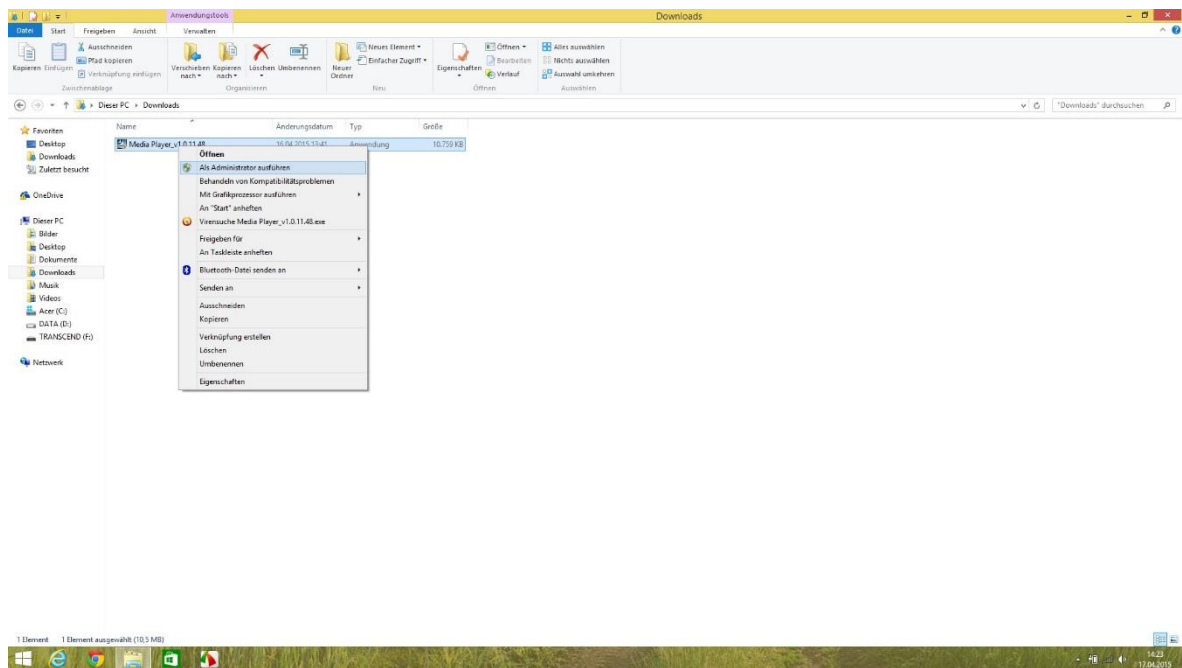 Anwendungstools
Downloads
Datei Start Freigeben Ansicht Verwalten
Kopieren Einfügen
Ausschneiden
Pfad kopieren
Verknüpfung einfügen
Zwischenablage
Verschieben nach
Kopieren nach
Löschen Umbenennen
Organisieren
Neuer Ordner
Neues Element
Einfacher Zugriff
Neu
Eigenschaften
Öffnen
Bearbeiten
Verlauf
Öffnen
Alles auswählen
Nichts auswählen
Auswahl umkehren
Auswählen
Dieser PC Downloads
"Downloads" durchsuchen
Favoriten
Desktop
Downloads
Zuletzt besucht
OneDrive
Dieser PC
Bilder
Desktop
Dokumente
Downloads
Musik
Videos
Acer (C:)
DATA (D:)
TRANSCEND (F:)
Netzwerk
Name Änderungsdatum Typ Größe
Media Player_v1.0.11.48 16.04.2015 13:41 Anwendung 10.759 KB
Öffnen
Als Administrator ausführen
Behandeln von Kompatibilitätsproblemen
Mit Grafikprozessor ausführen
An "Start" anheften
Virensuche Media Player_v1.0.11.48.exe
Freigeben für
An Taskleiste anheften
Bluetooth-Datei senden an
Senden an
Ausschneiden
Kopieren
Verknüpfung erstellen
Löschen
Umbenennen
Eigenschaften
1 Element 1 Element ausgewählt (10,5 MB)
14:23
17.04.2015